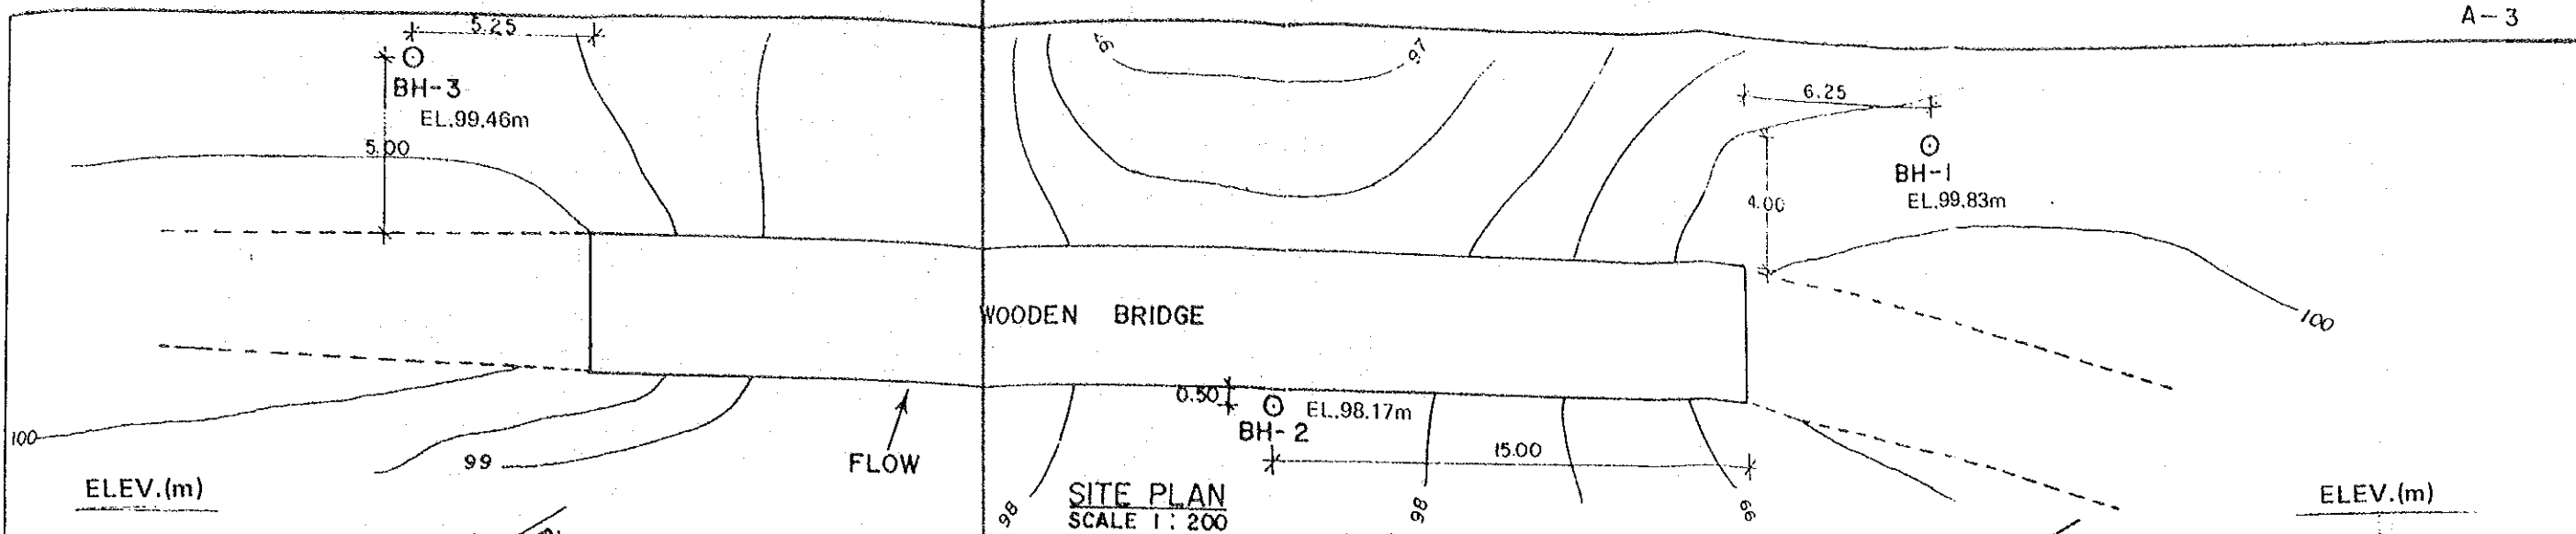 A-3
5.25
BH-3
EL.99.46m
5.00
97
6.25
BH-1
EL.99.83m
4.00
100
WOODEN BRIDGE
0.50
EL.98.17m
BH-2
15.00
100
99
FLOW
ELEV.(m)
98
SITE PLAN
SCALE 1 : 200
98
99
ELEV.(m)